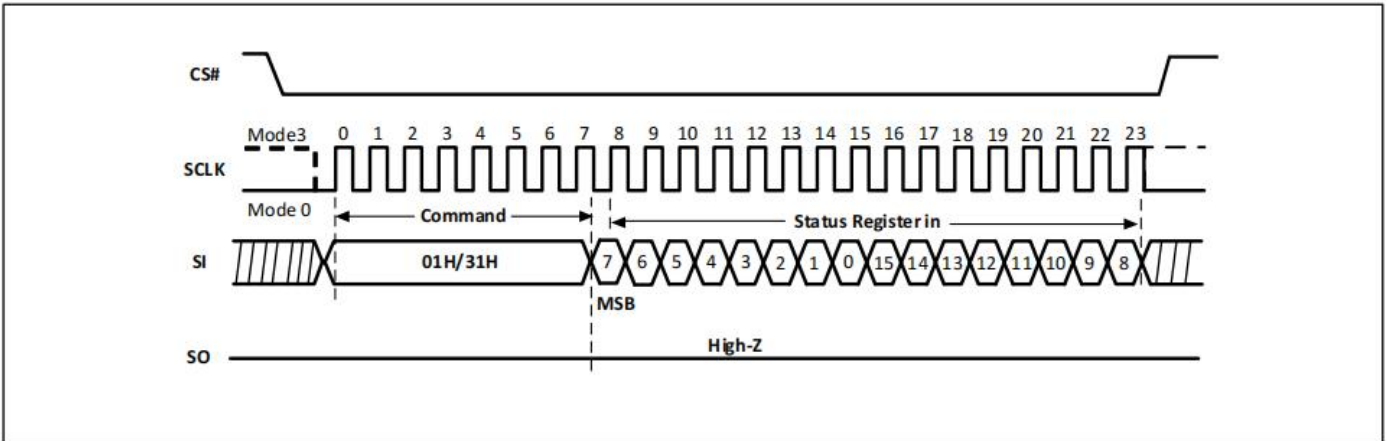 CS#
Mode3 0 1 2 3 4 5 6 7 8 9 10 11 12 13 14 15 16 17 18 19 20 21 22 23
SCLK
Mode 0 Command Status Register in
SI 01H/31H 7 6 5 4 3 2 1 0 15 14 13 12 11 10 9 8
MSB
SO High-Z